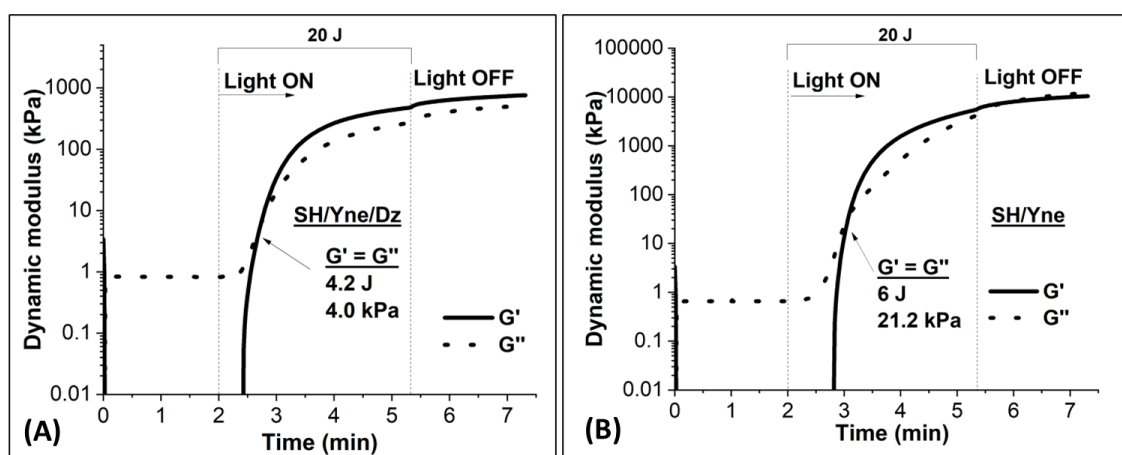 20 J
Light ON
Light OFF
Dynamic modulus (kPa)
1000
100
10
1
0.1
0.01
SH/Yne/Dz
G' = G''
4.2 J
4.0 kPa
G'
G''
0 1 2 3 4 5 6 7
Time (min)
(A)
20 J
Light ON
Light OFF
Dynamic modulus (kPa)
100000
10000
1000
100
10
1
0.1
0.01
SH/Yne
G' = G''
6 J
21.2 kPa
G'
G''
0 1 2 3 4 5 6 7
Time (min)
(B)